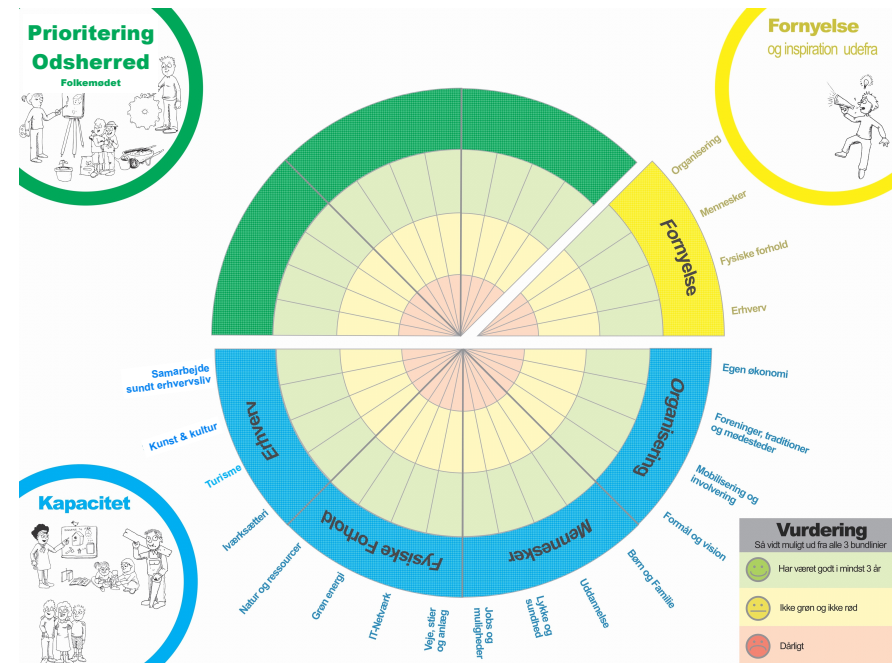 Prioritering
Odsherred
Folkemødet
Fornyelse
og inspiration udefra
Organisering
Mennesker
Fysiske forhold
Erhverv
Fornyelse
Egen økonomi
Foreninger, traditioner
og mødesteder
Mobilisering og
involvering
Formål og vision
Børn og Familie
Uddannelse
Lykke og
sundhed
Jobs og
muligheder
Veje, stier
og anlæg
IT-Netværk
Grøn energi
Natur og ressourcer
Iværksætteri
Turisme
Kunst & kultur
Samarbejde
sundt erhvervsliv
Erhverv
Fysiske Forhold
Mennesker
Organisering
Kapacitet
Vurdering
Så vidt muligt ud fra alle 3 bundlinier
Har været godt i mindst 3 år
Ikke grøn og ikke rød
Dårligt